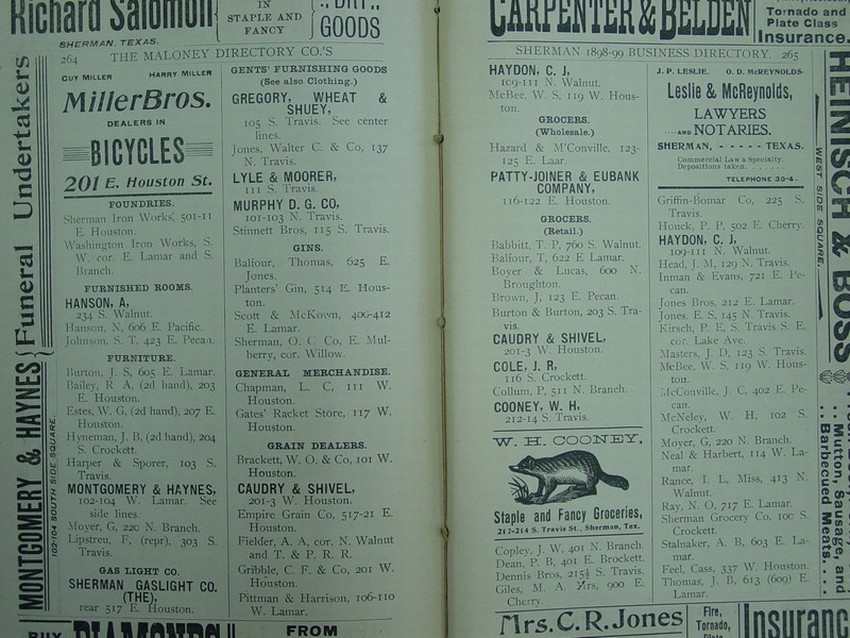 Richard Salomon
IN
STAPLE AND
FANCY
DRY
GOODS
SHERMAN, TEXAS.
264 THE MALONEY DIRECTORY CO.'S
Funeral Undertakers
MONTGOMERY & HAYNES
102-104 SOUTH SIDE SQUARE.
GUY MILLER HARRY MILLER
Miller Bros.
DEALERS IN
BICYCLES
201 E. Houston St.
FOUNDRIES.
Sherman Iron Works, 501-11
E. Houston.
Washington Iron Works, S.
W. cor. E. Lamar and S.
Branch.
FURNISHED ROOMS.
HANSON, A,
234 S. Walnut.
Hanson, N, 606 E. Pacific.
Johnson, S. T. 423 E. Pecan.
FURNITURE.
Burton, J. S, 605 E. Lamar.
Bailey, R A, (2d hand), 203
E. Houston.
Estes, W. G, (2d hand), 207 E.
Houston.
Hyneman, J. B, (2d hand), 204
S. Crockett.
Harper & Sporer, 103 S.
Travis.
MONTGOMERY & HAYNES,
102-104 W. Lamar. See
side lines.
Moyer, G, 220 N. Branch.
Lipstreu, F, (repr), 303 S.
Travis.
GAS LIGHT CO.
SHERMAN GASLIGHT CO.
(THE),
rear 517 E. Houston.
GENTS' FURNISHING GOODS
(See also Clothing.)
GREGORY, WHEAT &
SHUEY,
105 S. Travis. See center
lines.
Jones, Walter C. & Co, 137
N. Travis.
LYLE & MOORER,
111 S. Travis.
MURPHY D. G. CO,
101-103 N. Travis.
Stinnett Bros, 115 S. Travis.
GINS.
Balfour, Thomas, 625 E.
Jones.
Planters' Gin, 514 E. Hous-
ton.
Scott & McKown, 406-412
E. Lamar.
Sherman, O. C Co, E. Mul-
berry, cor. Willow.
GENERAL MERCHANDISE.
Chapman, L. C, 111 W.
Houston.
Gates' Racket Store, 117 W.
Houston.
GRAIN DEALERS.
Brackett, W. O. & Co, 101 W.
Houston.
CAUDRY & SHIVEL,
201-3 W. Houston.
Empire Grain Co, 517-21 E.
Houston.
Fielder, A. A, cor. N. Walnut
and T. & P. R. R.
Gribble, C. F. & Co, 201 W.
Houston.
Pittman & Harrison, 106-110
W. Lamar.
BUY DIAMONDS FROM
CARPENTER & BELDEN
Tornado and
Plate Class
Insurance.
SHERMAN 1898-99 BUSINESS DIRECTORY. 265
HAYDON, C. J,
109-111 N. Walnut.
McBee, W. S, 119 W. Hous-
ton.
GROCERS.
(Wholesale.)
Hazard & M'Conville, 123-
125 E. Laar.
PATTY-JOINER & EUBANK
COMPANY,
116-122 E. Houston.
GROCERS.
(Retail.)
Babbitt, T. P, 760 S. Walnut.
Balfour, T, 622 E Lamar.
Boyer & Lucas, 600 N.
Broughton.
Brown, J, 123 E. Pecan.
Burton & Burton, 203 S. Tra-
vis.
CAUDRY & SHIVEL,
201-3 W. Houston.
COLE, J. R,
116 S. Crockett.
Collum, P, 511 N. Branch.
COONEY, W. H,
212-14 S. Travis.
W. H. COONEY,
Staple and Fancy Groceries,
212-214 S. Travis St., Sherman, Tex.
Copley, J. W, 401 N. Branch.
Dean, P. B, 401 E. Brockett.
Dennis Bros, 215½ S. Travis.
Giles, M. A. Mrs, 900 E.
Cherry.
J. P. LESLIE. O. D. McREYNOLDS.
Leslie & McReynolds,
LAWYERS
AND NOTARIES.
SHERMAN, - - - - - TEXAS.
Commercial Law a Specialty.
Depositions taken.
TELEPHONE 30-4.
Griffin-Bomar Co, 225 S.
Travis.
Houck, P. P, 502 E. Cherry.
HAYDON, C. J,
109-111 N. Walnut.
Head, J. M, 129 N. Travis.
Inman & Evans, 721 E. Pe-
can.
Jones Bros, 212 E. Lamar.
Jones. E. S, 145 N. Travis.
Kirsch, P. E, S. Travis S. E.
cor. Lake Ave.
Masters, J. D, 123 S. Travis.
McBee, W. S, 119 W. Hous-
ton.
McConville, J. C, 402 E. Pe-
can.
McNeley, W. H, 102 S.
Crockett.
Moyer, G, 220 N. Branch.
Neal & Harbert, 114 W. La-
mar.
Rance, I. L, Miss, 413 N.
Walnut.
Ray, N. O, 717 E. Lamar.
Sherman Grocery Co, 100 S.
Crockett.
Stalnaker, A. B, 603 E. La-
mar.
Feel, Cass, 337 W. Houston.
Thomas, J. B, 613 (609) E.
Lamar.
HEINISCH & BOSS
WEST SIDE SQUARE.
Mutton, Sausage, and
Barbecued Meats.
Mrs. C. R. Jones
Fire,
Tornado,
Insurance